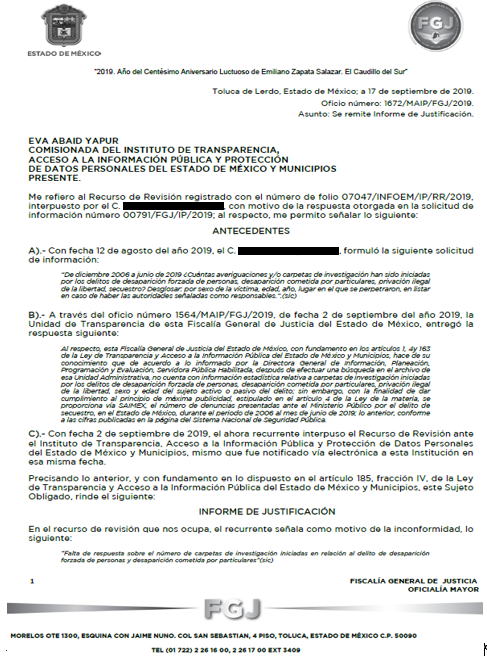 FGJ
ESTADO DE MÉXICO
"2019. Año del Centésimo Aniversario Luctuoso de Emiliano Zapata Salazar. El Caudillo del Sur"
Toluca de Lerdo, Estado de México; a 17 de septiembre de 2019.
Oficio número: 1672/MAIP/FGJ/2019.
Asunto: Se remite Informe de Justificación.
EVA ABAID YAPUR
COMISIONADA DEL INSTITUTO DE TRANSPARENCIA,
ACCESO A LA INFORMACIÓN PÚBLICA Y PROTECCIÓN
DE DATOS PERSONALES DEL ESTADO DE MÉXICO Y MUNICIPIOS
PRESENTE.
Me refiero al Recurso de Revisión registrado con el número de folio 07047/INFOEM/IP/RR/2019,
interpuesto por el C. , con motivo de la respuesta otorgada en la solicitud de
información número 00791/FGJ/IP/2019; al respecto, me permito señalar lo siguiente:
ANTECEDENTES
A).- Con fecha 12 de agosto del año 2019, el C. , formuló la siguiente solicitud
de información:
"De diciembre 2006 a junio de 2019 ¿Cuántas averiguaciones y/o carpetas de investigación han sido iniciadas
por los delitos de desaparición forzada de personas, desaparición cometida por particulares, privación ilegal
de la libertad, secuestro? Desglosar: por sexo de la víctima, edad, año, lugar en el que se perpetraron, en listar
en caso de haber las autoridades señaladas como responsables.".(sic)
B).- A través del oficio número 1564/MAIP/FGJ/2019, de fecha 2 de septiembre del año 2019, la
Unidad de Transparencia de esta Fiscalía General de Justicia del Estado de México, entregó la
respuesta siguiente:
Al respecto, esta Fiscalía General de Justicia del Estado de México, con fundamento en los artículos 1, 4y 163
de la Ley de Transparencia y Acceso a la Información Pública del Estado de México y Municipios, hace de su
conocimiento que de acuerdo a lo informado por la Directora General de Información, Planeación,
Programación y Evaluación, Servidora Pública Habilitada, después de efectuar una búsqueda en el archivo de
esa Unidad Administrativa, no cuenta con información estadística relativa a carpetas de investigación iniciadas
por los delitos de desaparición forzada de personas, desaparición cometida por particulares, privación ilegal
de la libertad, sexo y edad del sujeto activo o pasivo del delito; sin embargo, con la finalidad de dar
cumplimiento al principio de máxima publicidad, estipulado en el artículo 4 de la Ley de la materia, se
proporciona vía SAIMEX, el número de denuncias presentadas ante el Ministerio Público por el delito de
secuestro, en el Estado de México, durante el periodo de 2006 al mes de junio de 2019; lo anterior, conforme
a las cifras publicadas en la página del Sistema Nacional de Seguridad Pública.
C).- Con fecha 2 de septiembre de 2019, el ahora recurrente interpuso el Recurso de Revisión ante
el Instituto de Transparencia, Acceso a la Información Pública y Protección de Datos Personales
del Estado de México y Municipios, mismo que fue notificado vía electrónica a esta Institución en
esa misma fecha.
Precisando lo anterior, y con fundamento en lo dispuesto en el artículo 185, fracción IV, de la Ley
de Transparencia y Acceso a la Información Pública del Estado de México y Municipios, este Sujeto
Obligado, rinde el siguiente:
INFORME DE JUSTIFICACIÓN
En el recurso de revisión que nos ocupa, el recurrente señala como motivo de la inconformidad, lo
siguiente:
"Falta de respuesta sobre el número de carpetas de investigación iniciadas en relación al delito de desaparición
forzada de personas y desaparición cometida por particulares"(sic)
1
FISCALÍA GENERAL DE JUSTICIA
OFICIALÍA MAYOR
FGJ
MORELOS OTE 1300, ESQUINA CON JAIME NUNO. COL SAN SEBASTIAN, 4 PISO, TOLUCA, ESTADO DE MÉXICO C.P. 50090
TEL (01 722) 2 26 16 00, 2 26 17 00 EXT 3409